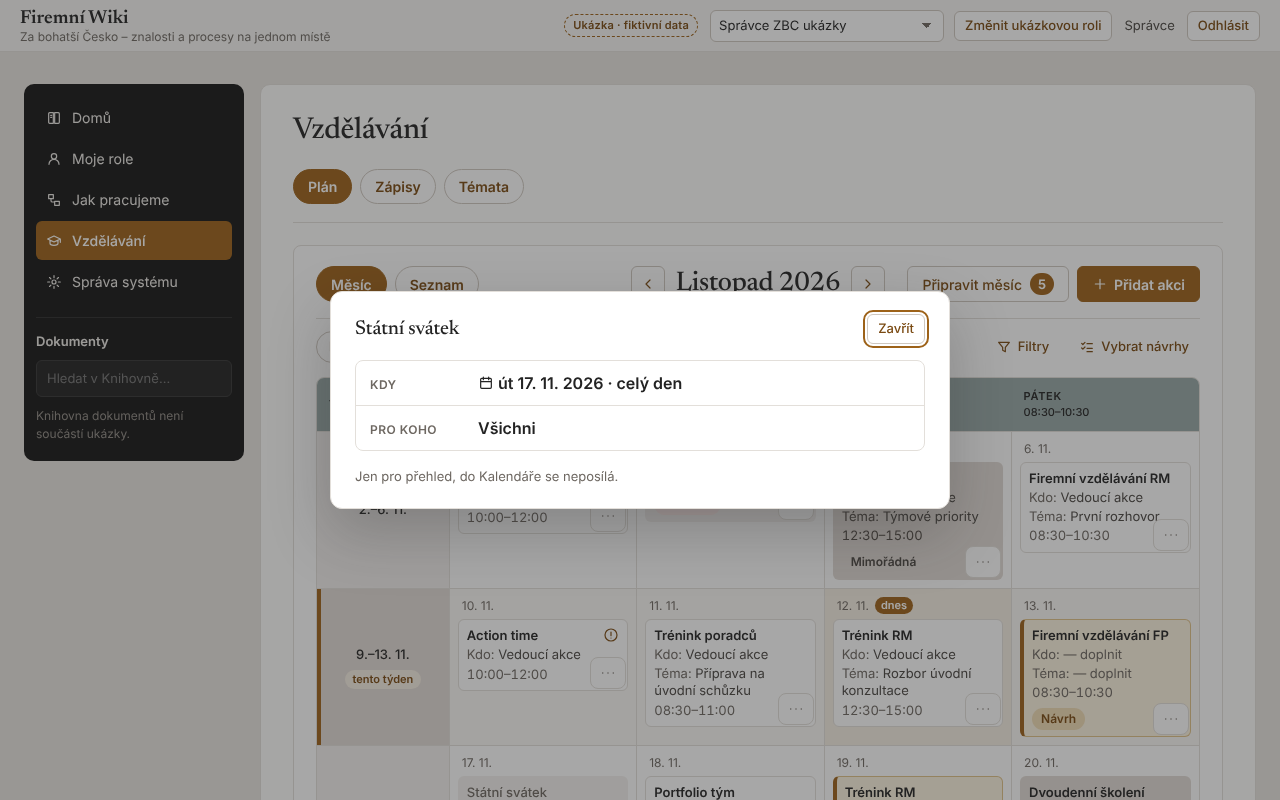 Firemní Wiki
Za bohatší Česko – znalosti a procesy na jednom místě
Ukázka · fiktivní data
Správce ZBC ukázky
Změnit ukázkovou roli
Správce
Odhlásit
Domů
Moje role
Jak pracujeme
Vzdělávání
Správa systému
Dokumenty
Hledat v Knihovně…
Knihovna dokumentů není
součástí ukázky.
Vzdělávání
Plán
Zápisy
Témata
Měsíc
Seznam
Listopad 2026
Připravit měsíc 5
Přidat akci
Filtry
Vybrat návrhy
Státní svátek
Zavřít
KDY
út 17. 11. 2026 · celý den
PRO KOHO
Všichni
Jen pro přehled, do Kalendáře se neposílá.
PÁTEK
08:30–10:30
2.–6. 11.
10:00–12:00
···
Téma: Týmové priority
12:30–15:00
Mimořádná
···
6. 11.
Firemní vzdělávání RM
Kdo: Vedoucí akce
Téma: První rozhovor
08:30–10:30
···
9.–13. 11.
tento týden
10. 11.
Action time
Kdo: Vedoucí akce
10:00–12:00
···
11. 11.
Trénink poradců
Kdo: Vedoucí akce
Téma: Příprava na
úvodní schůzku
08:30–11:00
···
12. 11. dnes
Trénink RM
Kdo: Vedoucí akce
Téma: Rozbor úvodní
konzultace
12:30–15:00
···
13. 11.
Firemní vzdělávání FP
Kdo: — doplnit
Téma: — doplnit
08:30–10:30
Návrh
···
17. 11.
Státní svátek
18. 11.
Portfolio tým
19. 11.
Trénink RM
20. 11.
Dvoudenní školení